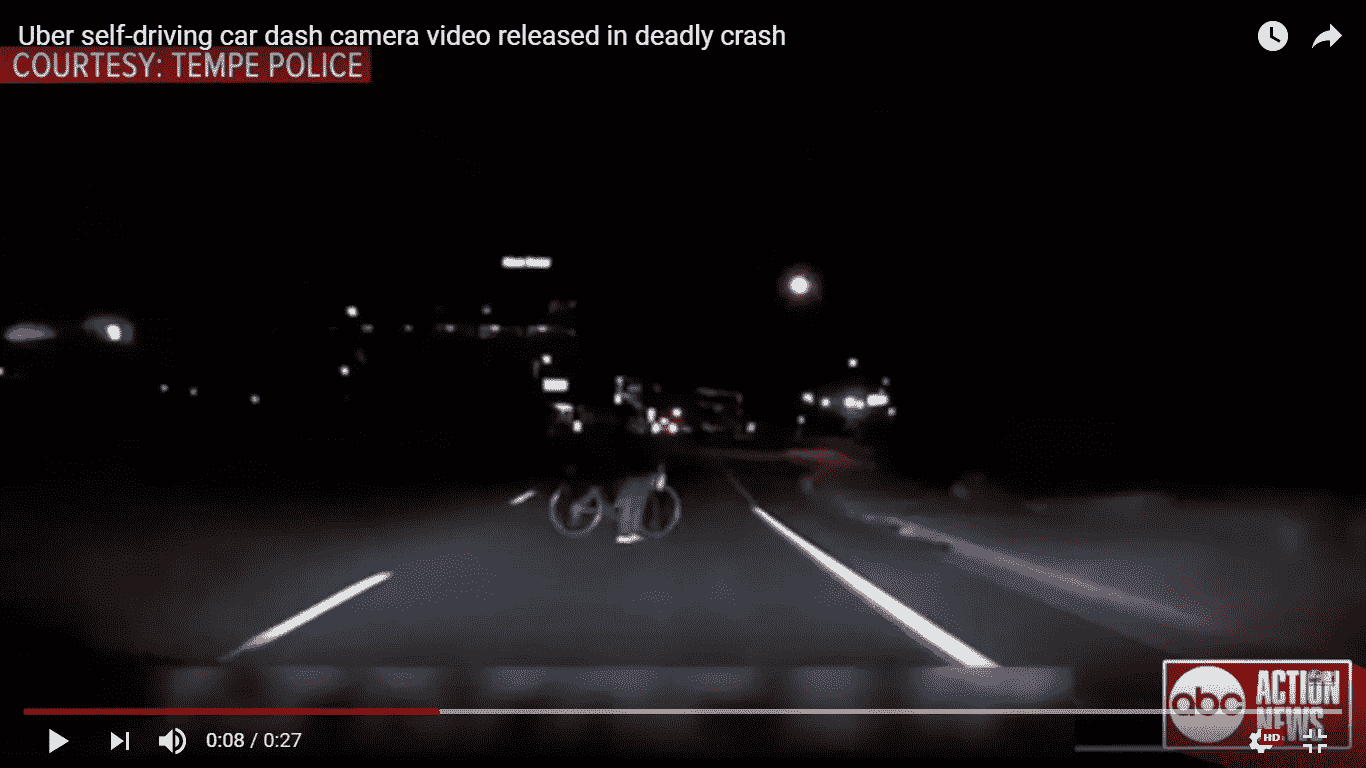 Uber self-driving car dash camera video released in deadly crash
COURTESY: TEMPE POLICE
abc
ACTION
NEWS
0:08 / 0:27
HD